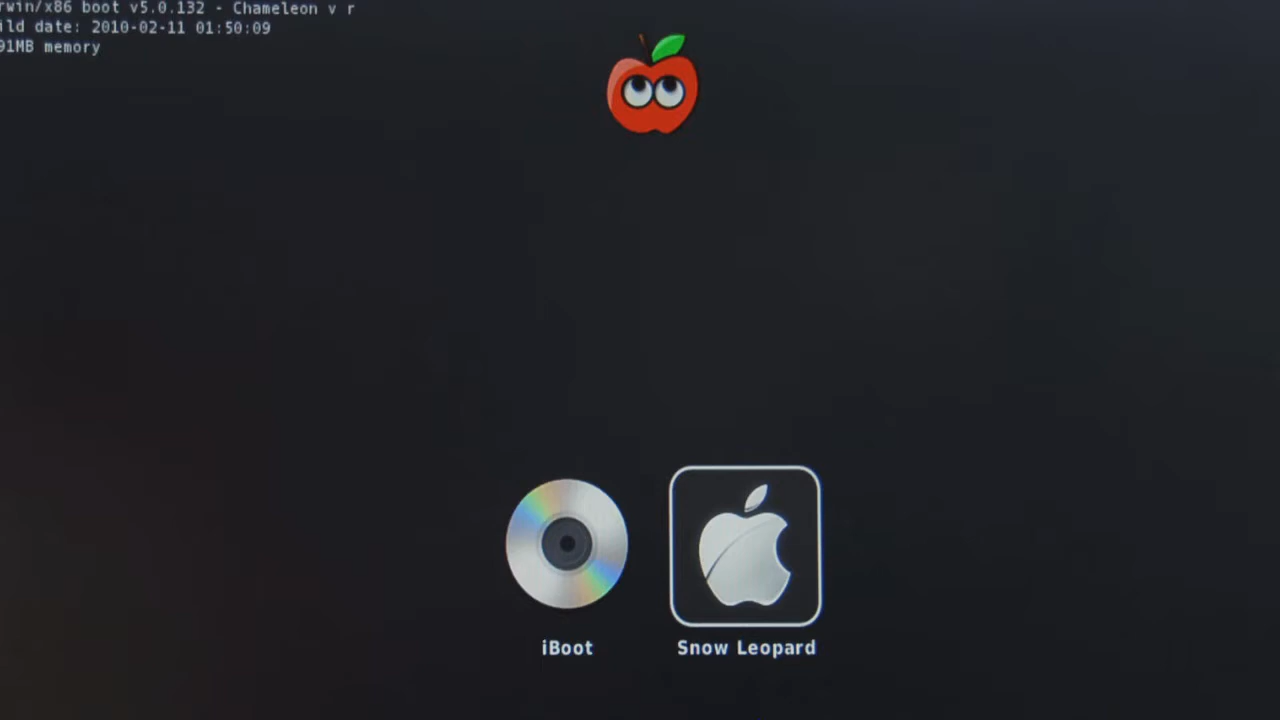 rwin/x86 boot v5.0.132 - Chameleon v r
ild date: 2010-02-11 01:50:09
91MB memory
iBoot
Snow Leopard